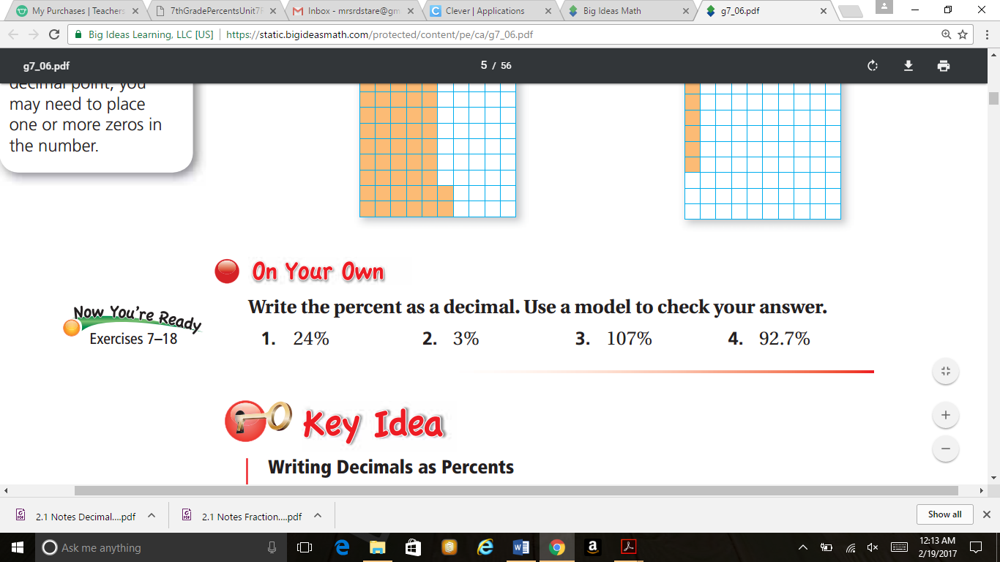 My Purchases | Teachers
7thGradePercentsUnit7F
Inbox - mrsrdstare@gm
Clever | Applications
Big Ideas Math
g7_06.pdf
Big Ideas Learning, LLC [US] | https://static.bigideasmath.com/protected/content/pe/ca/g7_06.pdf
g7_06.pdf
5 / 56
decimal point, you
may need to place
one or more zeros in
the number.
On Your Own
Write the percent as a decimal. Use a model to check your answer.
Now You're Ready
Exercises 7–18
1. 24% 2. 3% 3. 107% 4. 92.7%
Key Idea
Writing Decimals as Percents
2.1 Notes Decimal....pdf
2.1 Notes Fraction....pdf
Show all
Ask me anything
12:13 AM
2/19/2017